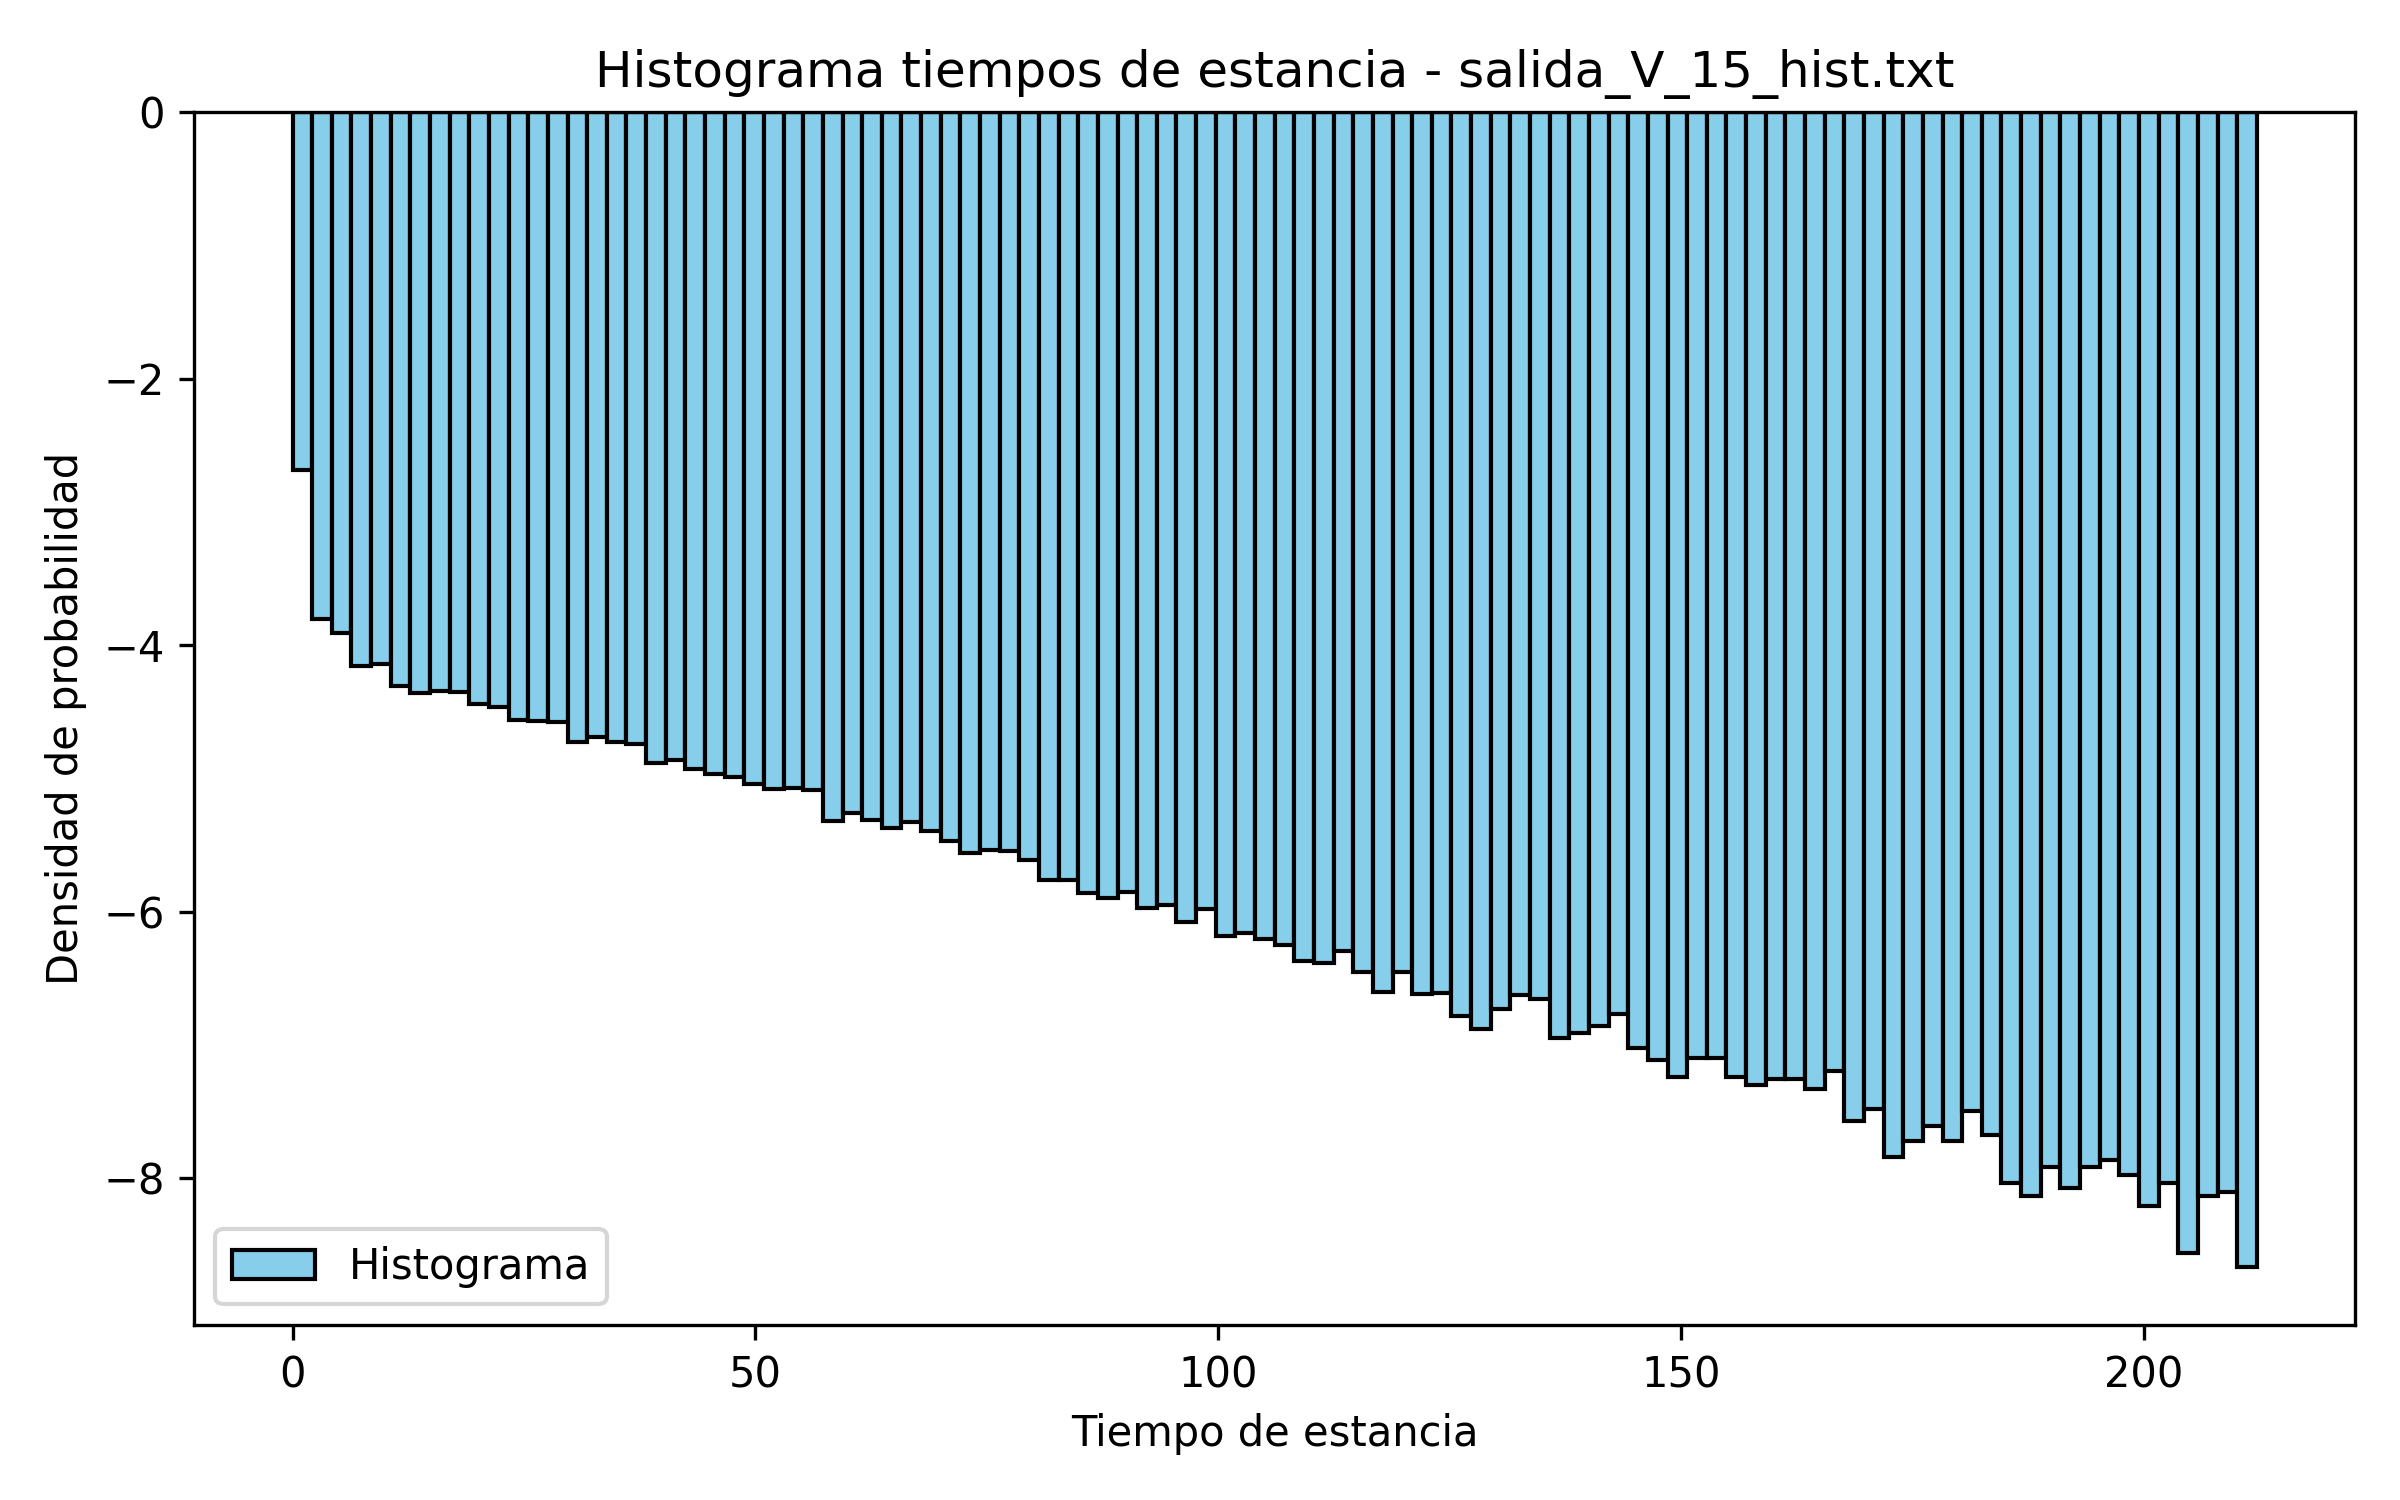 Histograma tiempos de estancia - salida_V_15_hist.txt
0
−2
−4
−6
−8
Densidad de probabilidad
Histograma
0 50 100 150 200
Tiempo de estancia